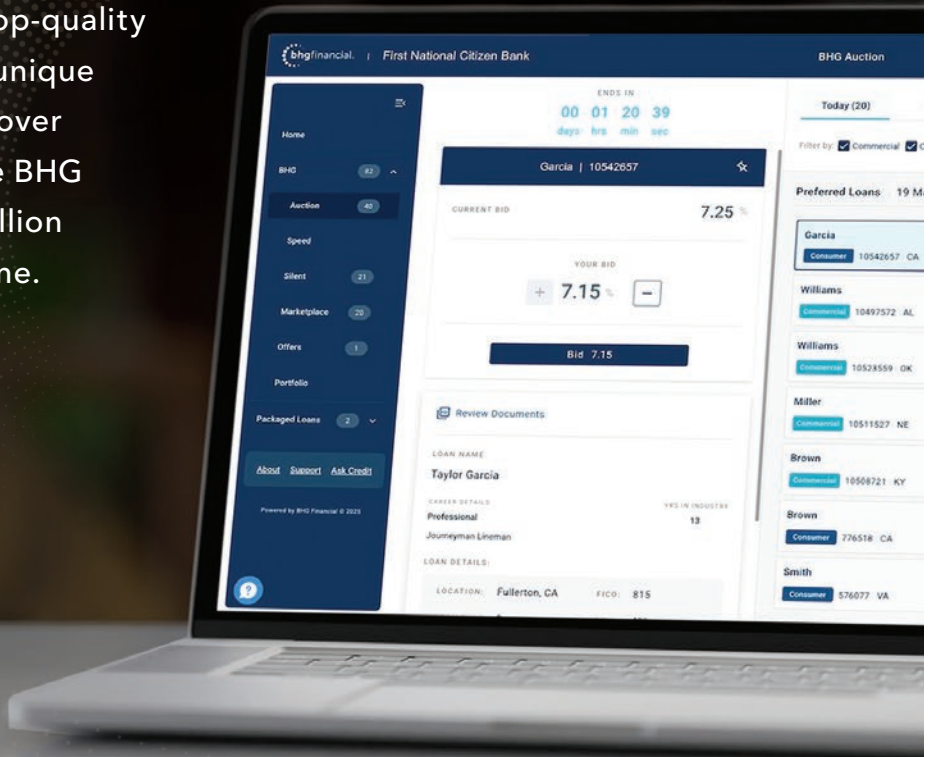 op-quality
unique
over
e BHG
llion
me.
bhgfinancial. | First National Citizen Bank
BHG Auction
Home
BHG 82
Auction 40
Speed
Silent 21
Marketplace 20
Offers 1
Portfolio
Packaged Loans 2
About Support Ask Credit
Powered by BHG Financial © 2025
ENDS IN
00 01 20 39
days hrs min sec
Garcia | 10542657
CURRENT BID
7.25 %
YOUR BID
+ 7.15 % −
Bid 7.15
Review Documents
LOAN NAME
Taylor Garcia
CAREER DETAILS
YRS IN INDUSTRY
Professional
13
Journeyman Lineman
LOAN DETAILS:
LOCATION: Fullerton, CA FICO: 815
Today (20)
Filter by: Commercial C
Preferred Loans 19 Ma
Garcia
Consumer 10542657 CA
Williams
Commercial 10497572 AL
Williams
Commercial 10523559 OK
Miller
Commercial 10511527 NE
Brown
Commercial 10508721 KY
Brown
Consumer 776518 CA
Smith
Consumer 576077 VA